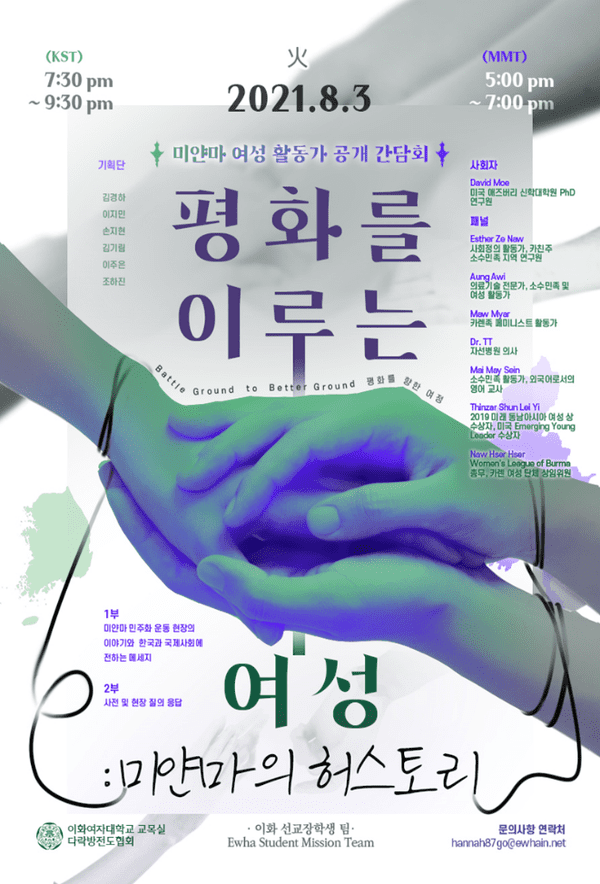 (KST)
7:30 pm
~ 9:30 pm
火
2021.8.3
(MMT)
5:00 pm
~ 7:00 pm
미얀마 여성 활동가 공개 간담회
기획단
김경하
이지민
손지현
김가림
이주은
조하진
평화를
이루는
사회자
David Moe
미국 애즈버리 신학대학원 PhD
연구원
패널
Esther Ze Naw
사회정의 활동가, 카친주
소수민족 지역 연구원
Aung Awi
의료기술 전문가, 소수민족 및
여성 활동가
Maw Myar
카렌족 페미니스트 활동가
Dr. TT
자선병원 의사
Mai May Sein
소수민족 활동가, 외국어로서의
영어 교사
Thinzar Shun Lei Yi
2019 미래 동남아시아 여성 상
수상자, 미국 Emerging Young
Leader 수상자
Naw Hser Hser
Women's League of Burma
총무, 카렌 여성 단체 상임위원
Battle Ground to Better Ground 평화를 향한 여정
1부
미얀마 민주화 운동 현장의
이야기와 한국과 국제사회에
전하는 메세지
2부
사전 및 현장 질의 응답
여성
:미얀마의 허스토리
이화여자대학교 교목실
다락방전도협회
· 이화 선교장학생 팀 ·
Ewha Student Mission Team
문의사항 연락처
hannah87go@ewhain.net